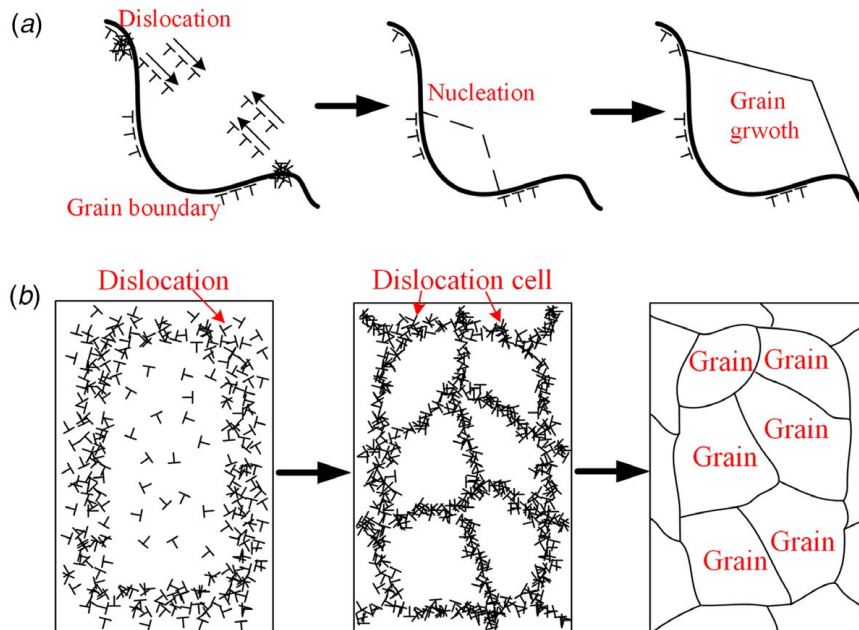 (a)
Dislocation
Grain boundary
Nucleation
Grain
grwoth
(b)
Dislocation
Dislocation cell
Grain
Grain
Grain
Grain
Grain
Grain